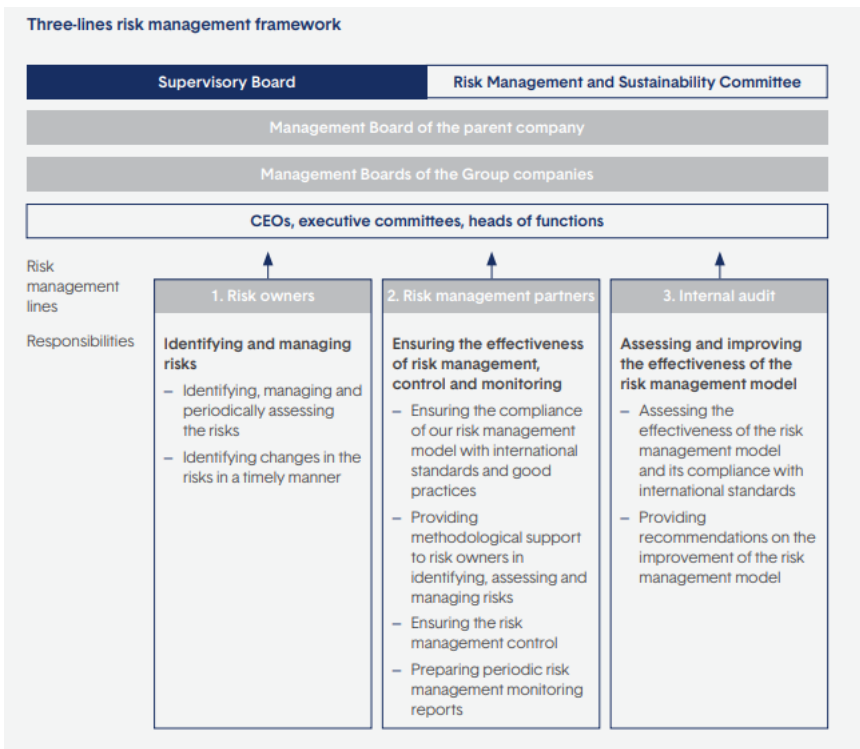 Three-lines risk management framework
Supervisory Board
Risk Management and Sustainability Committee
Management Board of the parent company
Management Boards of the Group companies
CEOs, executive committees, heads of functions
Risk
management
lines
1. Risk owners
2. Risk management partners
3. Internal audit
Responsibilities
Identifying and managing
risks
– Identifying, managing and
periodically assessing
the risks
– Identifying changes in the
risks in a timely manner
Ensuring the effectiveness
of risk management,
control and monitoring
– Ensuring the compliance
of our risk management
model with international
standards and good
practices
– Providing
methodological support
to risk owners in
identifying, assessing and
managing risks
– Ensuring the risk
management control
– Preparing periodic risk
management monitoring
reports
Assessing and improving
the effectiveness of the
risk management model
– Assessing the
effectiveness of the risk
management model
and its compliance with
international standards
– Providing
recommendations on the
improvement of the risk
management model